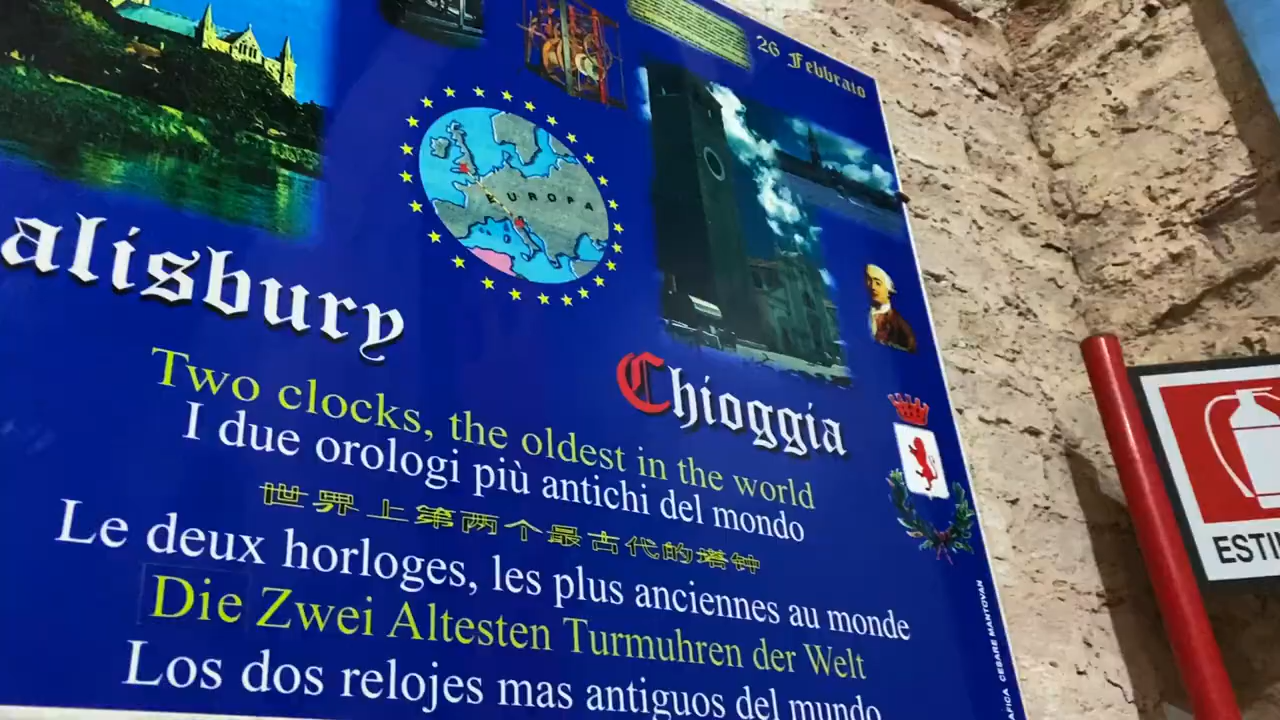 26 Febbraio
EUROPA
alisbury
Chioggia
Two clocks, the oldest in the world
I due orologi più antichi del mondo
世界上第两个最古代的塔钟
Le deux horloges, les plus anciennes au monde
Die Zwei Altesten Turmuhren der Welt
Los dos relojes mas antiguos del mundo
AFICA CESARE MANTOVAN
ESTI